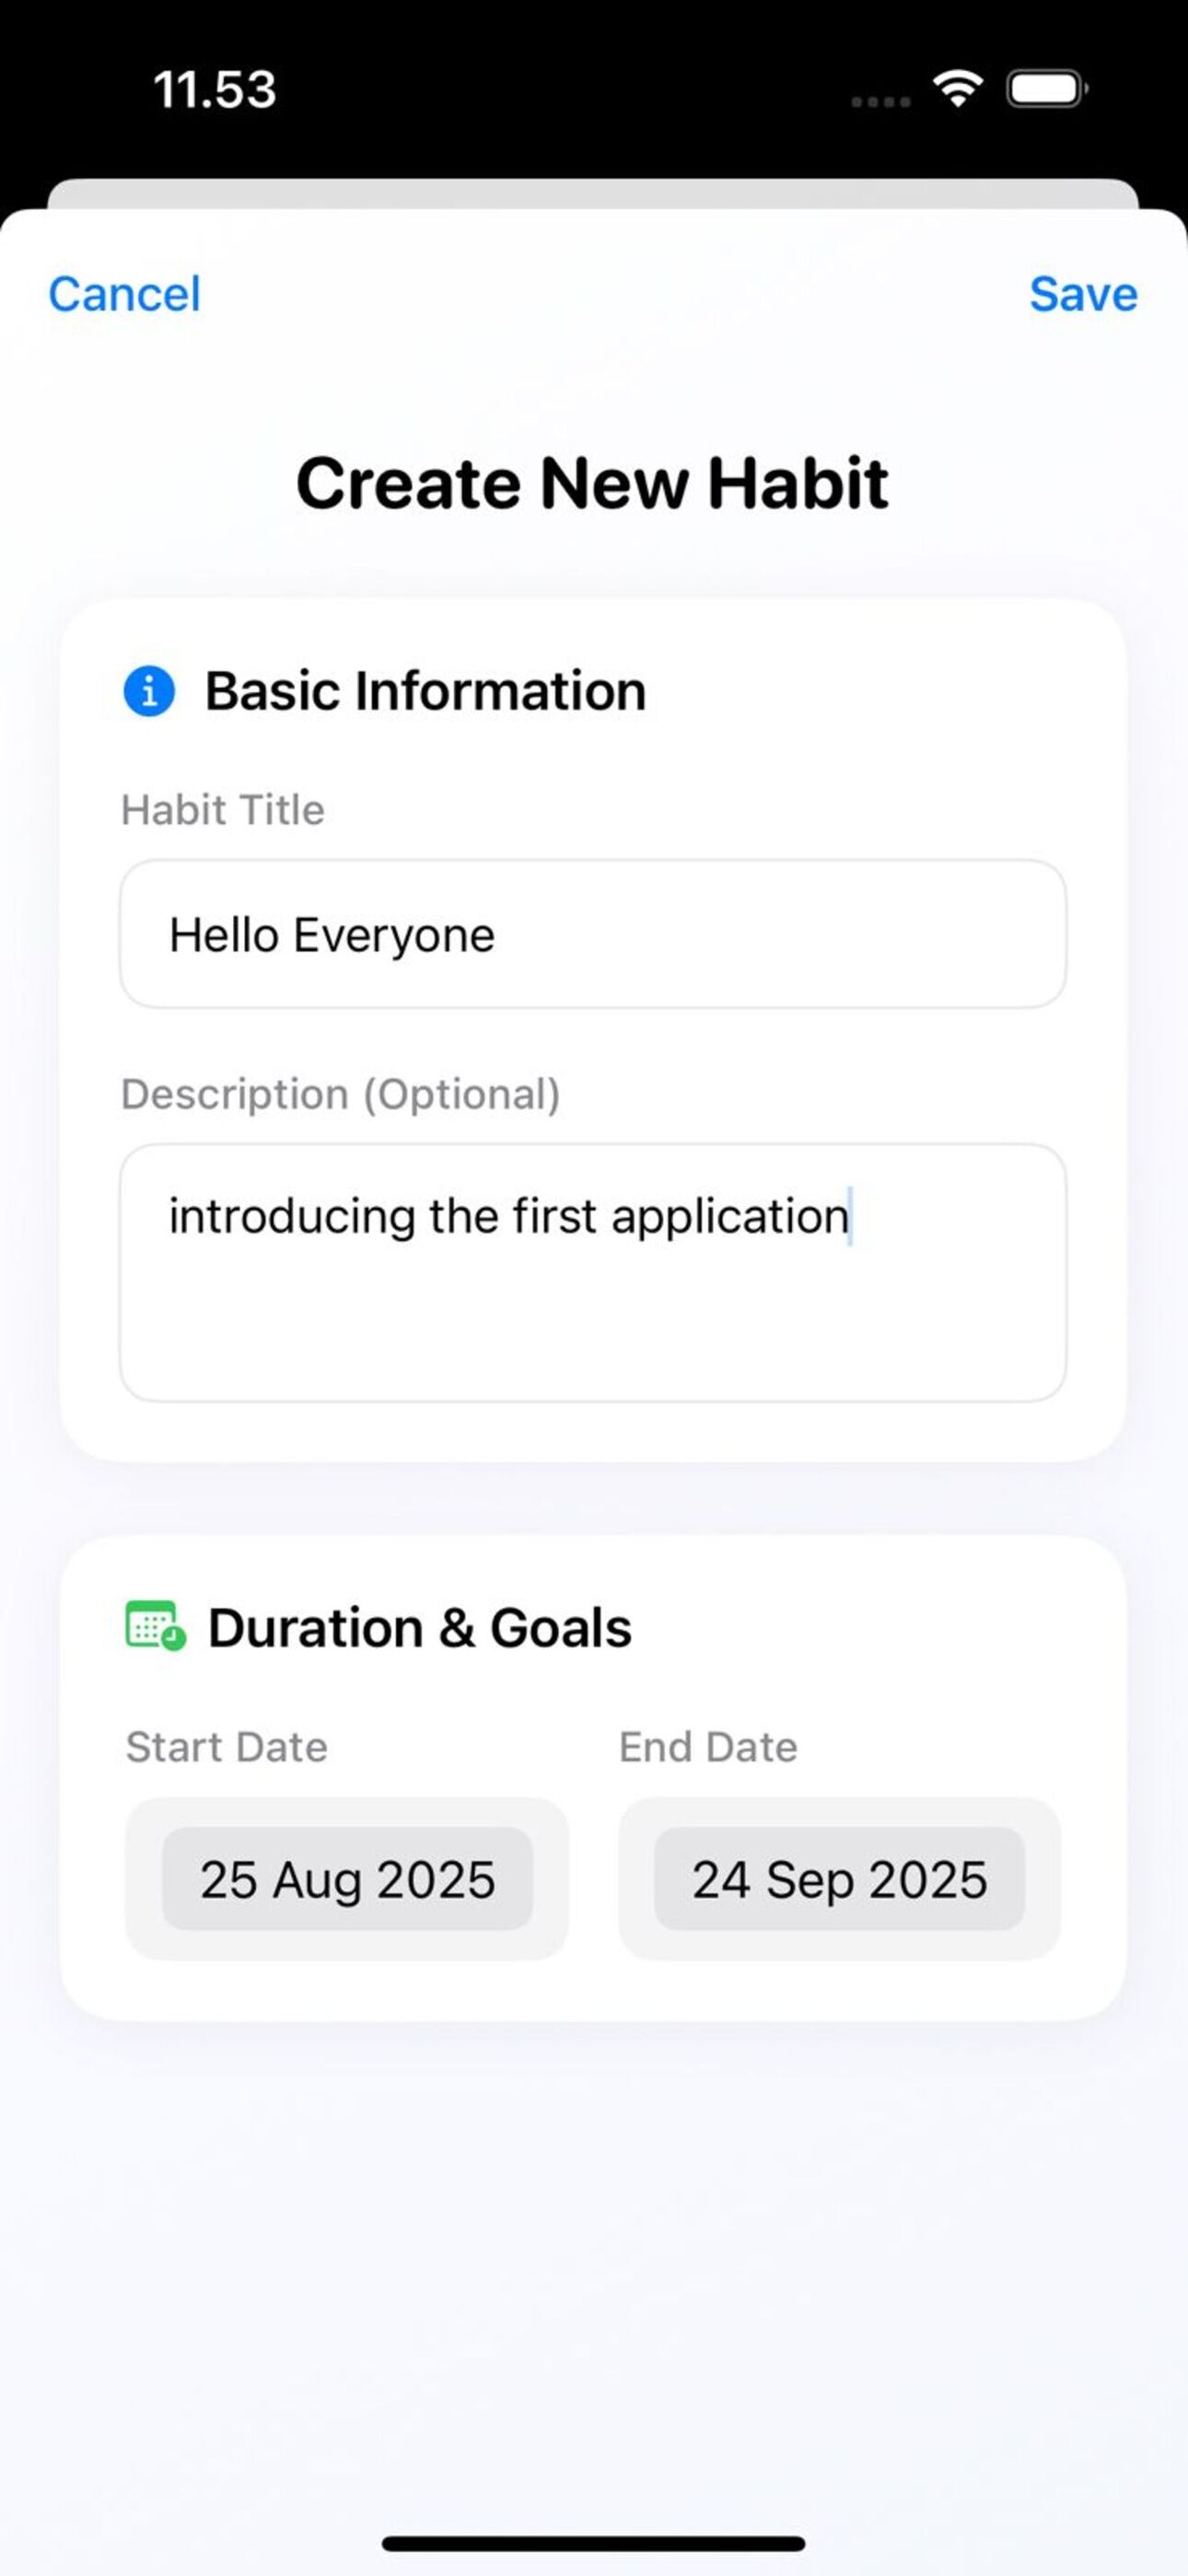 11.53
Cancel Save
Create New Habit
Basic Information
Habit Title
Hello Everyone
Description (Optional)
introducing the first application
Duration & Goals
Start Date End Date
25 Aug 2025 24 Sep 2025